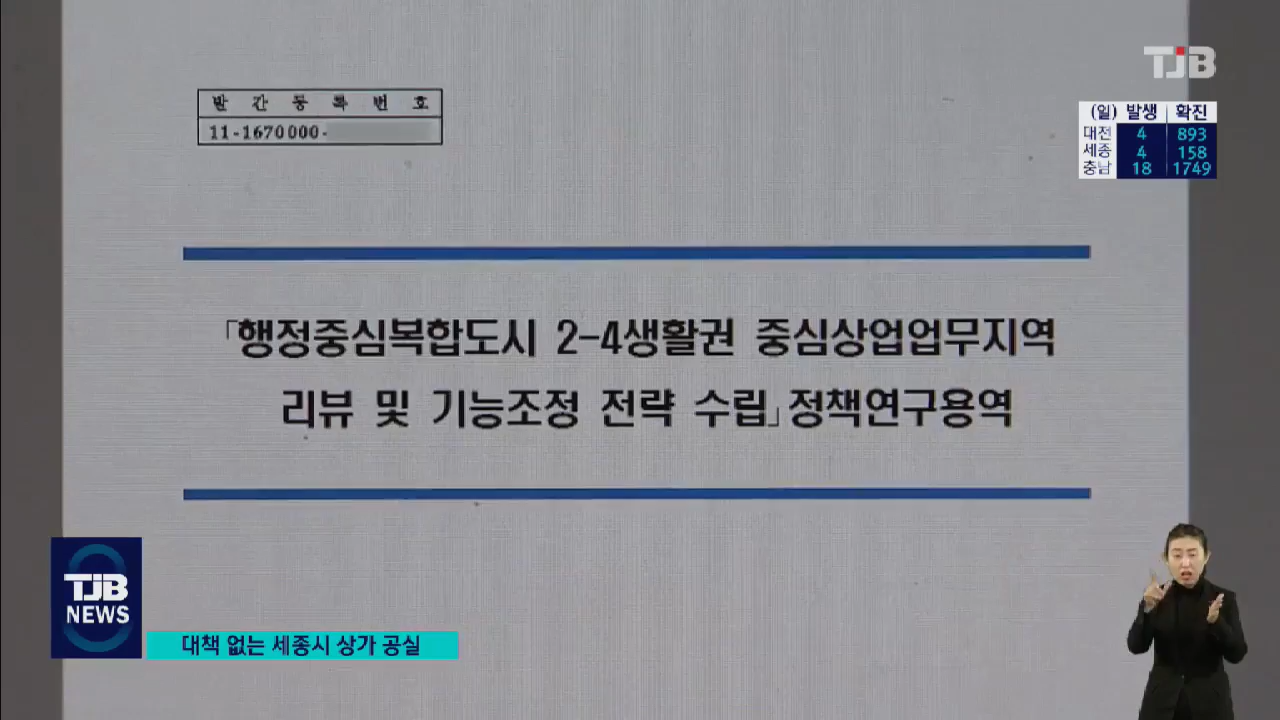 TJB
(일) 발생 확진
대전 4 893
세종 4 158
충남 18 1749
발간등록번호
11-1670000-
「행정중심복합도시 2-4생활권 중심상업업무지역
리뷰 및 기능조정 전략 수립」정책연구용역
TJB
NEWS
대책 없는 세종시 상가 공실